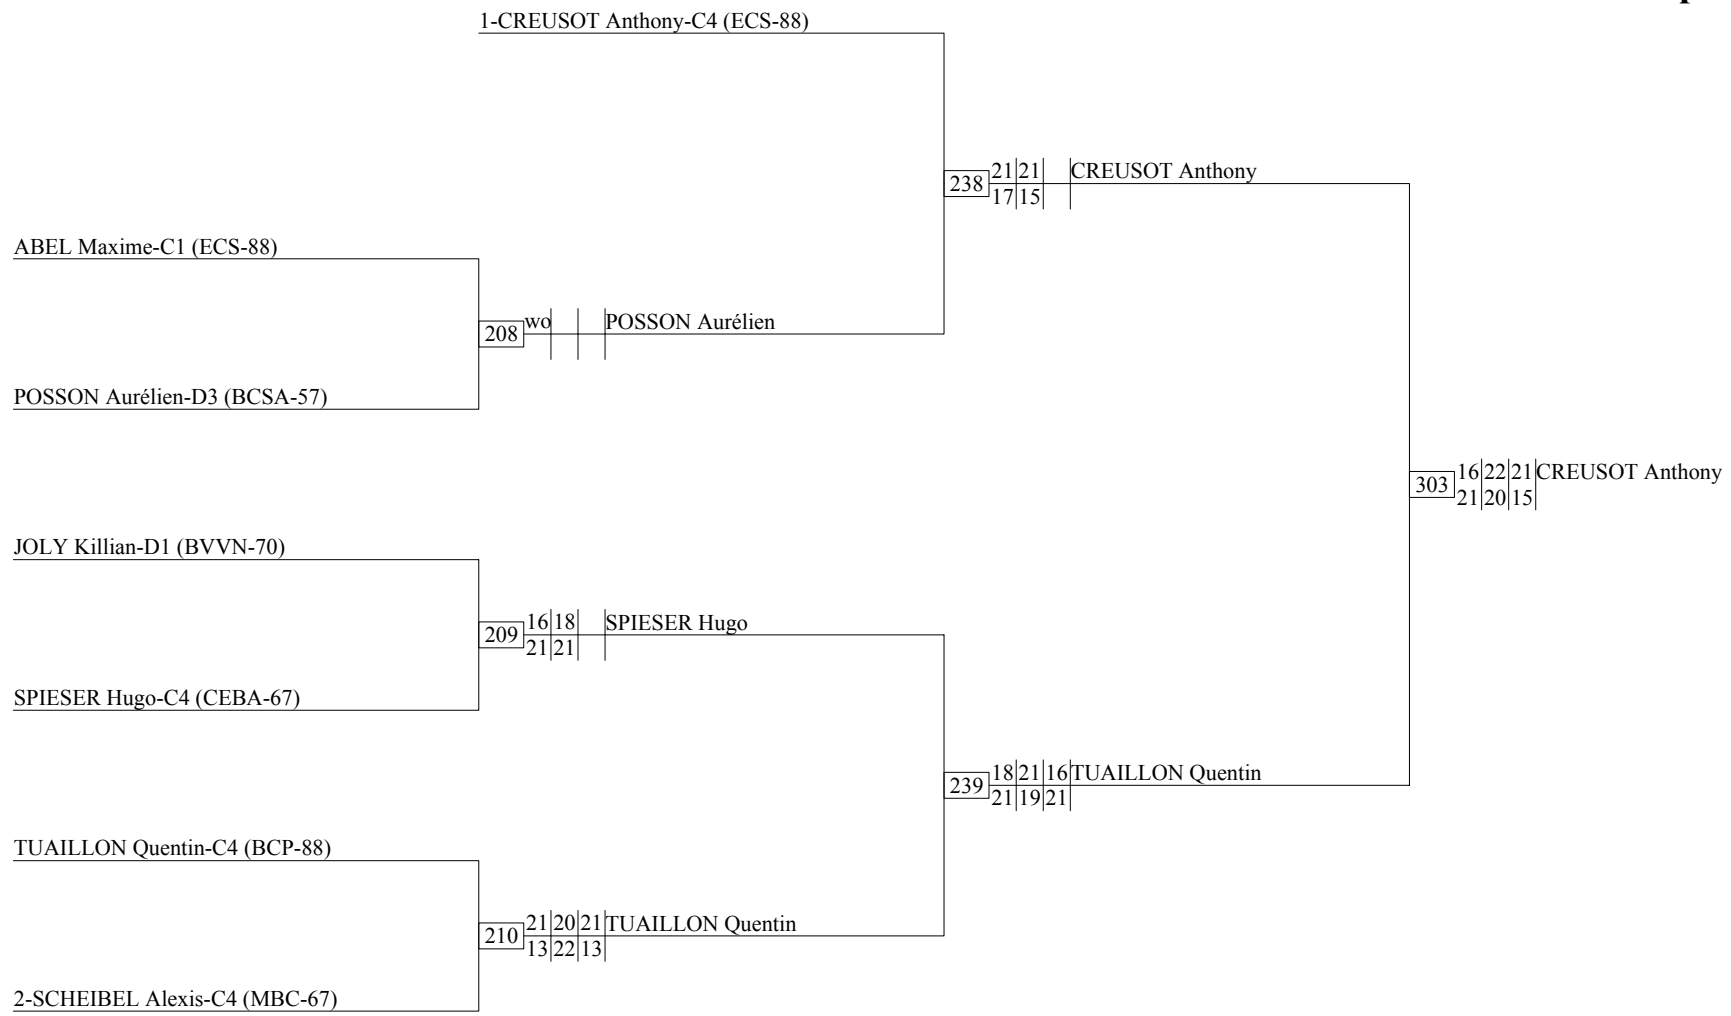 1-CREUSOT Anthony-C4 (ECS-88)
238 21 21 CREUSOT Anthony
17 15
ABEL Maxime-C1 (ECS-88)
208 wo POSSON Aurélien
POSSON Aurélien-D3 (BCSA-57)
303 16 22 21 CREUSOT Anthony
21 20 15
JOLY Killian-D1 (BVVN-70)
209 16 18 SPIESER Hugo
21 21
SPIESER Hugo-C4 (CEBA-67)
239 18 21 16 TUAILLON Quentin
21 19 21
TUAILLON Quentin-C4 (BCP-88)
210 21 20 21 TUAILLON Quentin
13 22 13
2-SCHEIBEL Alexis-C4 (MBC-67)